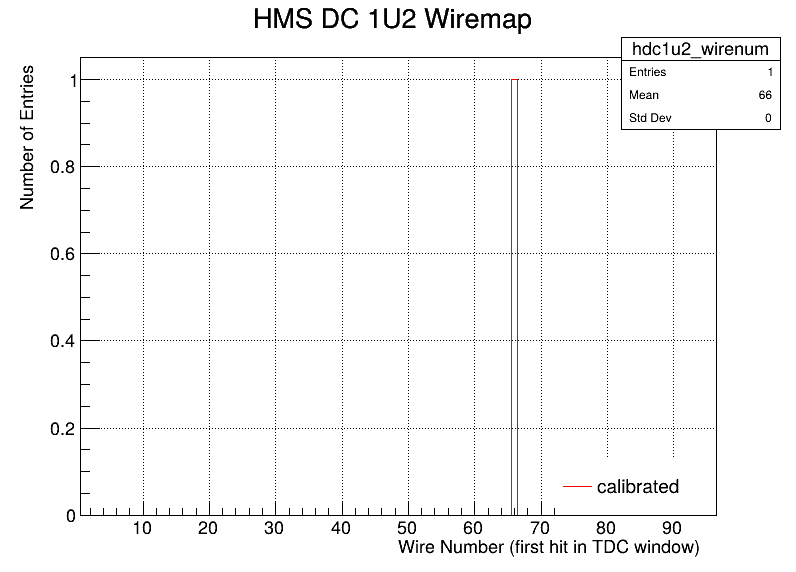 HMS DC 1U2 Wiremap
hdc1u2_wirenum
Entries 1
Mean 66
Std Dev 0
Number of Entries
1
0.8
0.6
0.4
0.2
0
10 20 30 40 50 60 70 80 90
Wire Number (first hit in TDC window)
calibrated